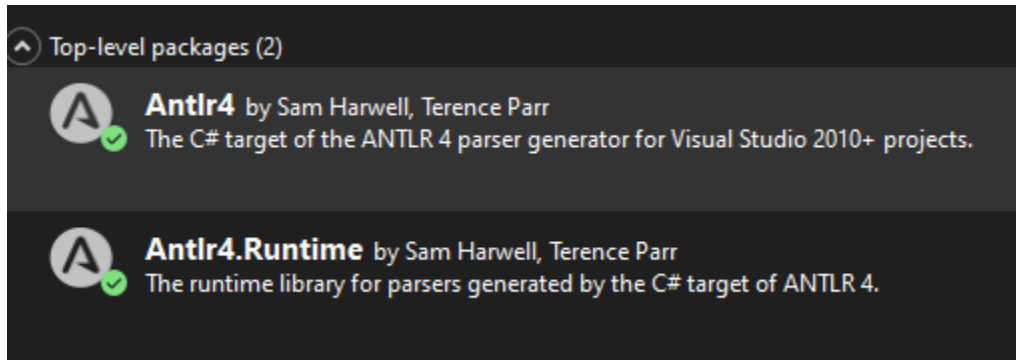 Top-level packages (2)
Antlr4 by Sam Harwell, Terence Parr
The C# target of the ANTLR 4 parser generator for Visual Studio 2010+ projects.
Antlr4.Runtime by Sam Harwell, Terence Parr
The runtime library for parsers generated by the C# target of ANTLR 4.